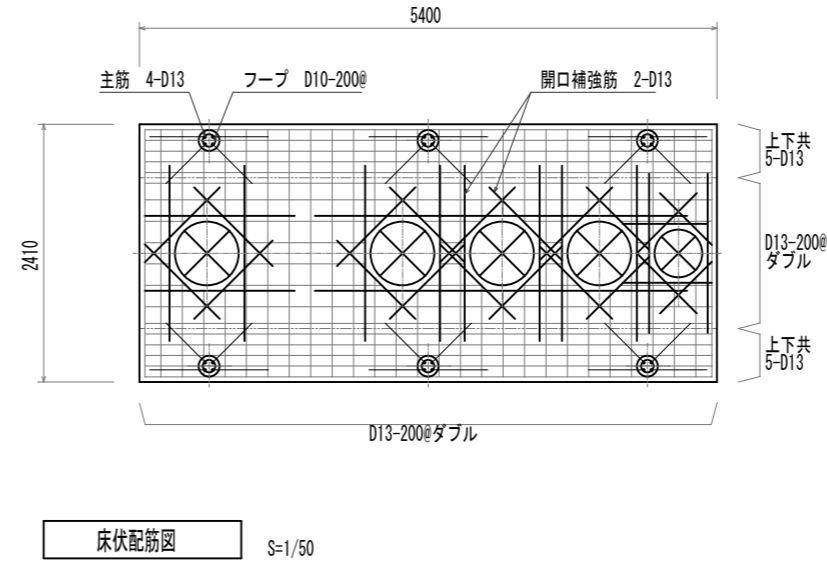 5400
主筋 4-D13
フープ D10-200@
開口補強筋 2-D13
上下共
5-D13
2410
D13-200@
ダブル
上下共
5-D13
D13-200@ダブル
床伏配筋図
S=1/50